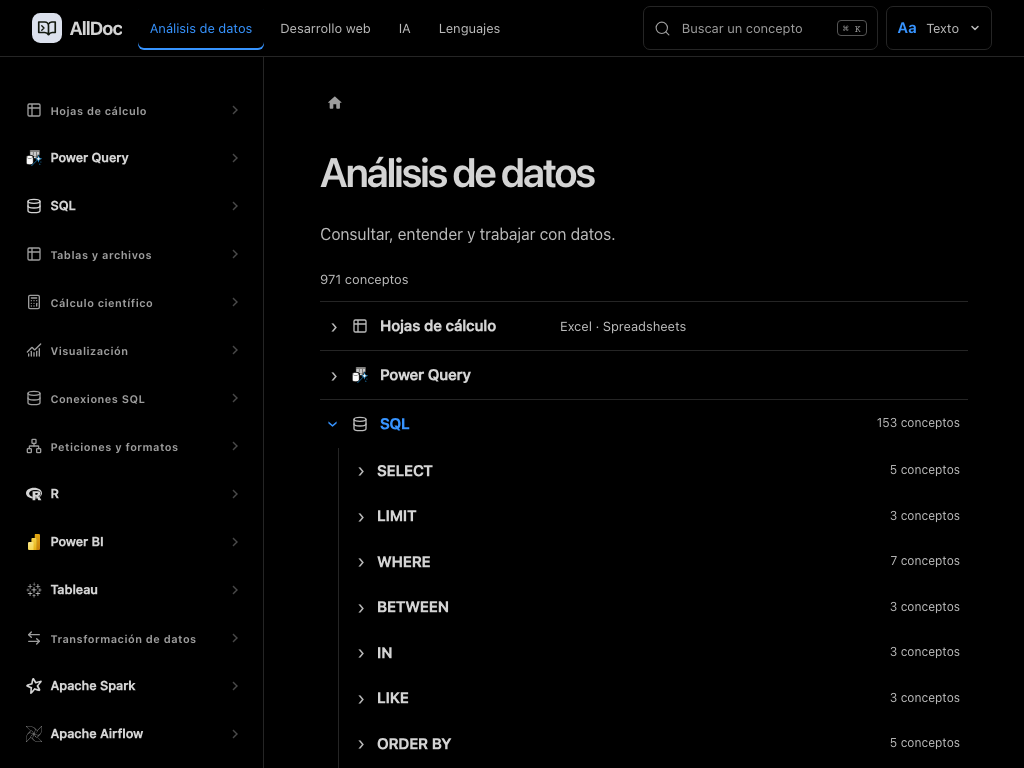 AllDoc
Análisis de datos
Desarrollo web
IA
Lenguajes
Buscar un concepto
⌘ K
Aa Texto
Hojas de cálculo
Power Query
SQL
Tablas y archivos
Cálculo científico
Visualización
Conexiones SQL
Peticiones y formatos
R
Power BI
Tableau
Transformación de datos
Apache Spark
Apache Airflow
Análisis de datos
Consultar, entender y trabajar con datos.
971 conceptos
Hojas de cálculo Excel · Spreadsheets
Power Query
SQL 153 conceptos
SELECT 5 conceptos
LIMIT 3 conceptos
WHERE 7 conceptos
BETWEEN 3 conceptos
IN 3 conceptos
LIKE 3 conceptos
ORDER BY 5 conceptos